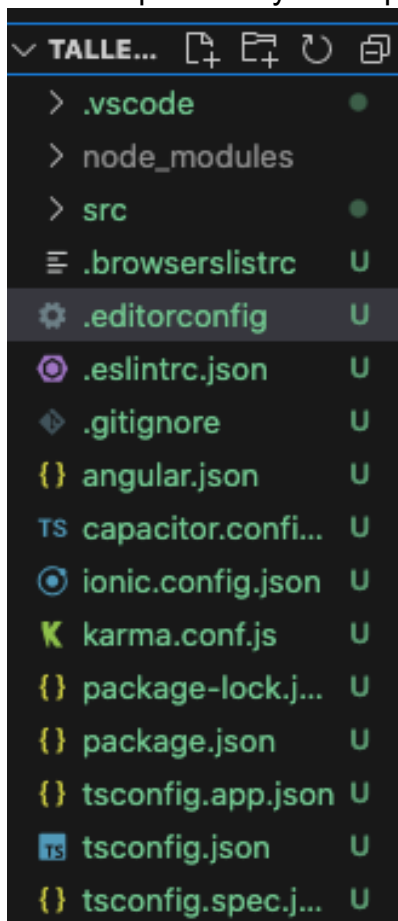 TALLE...
.vscode
node_modules
src
.browserslistrc U
.editorconfig U
.eslintrc.json U
.gitignore U
{} angular.json U
TS capacitor.confi... U
ionic.config.json U
K karma.conf.js U
{} package-lock.j... U
{} package.json U
{} tsconfig.app.json U
TS tsconfig.json U
{} tsconfig.spec.j... U